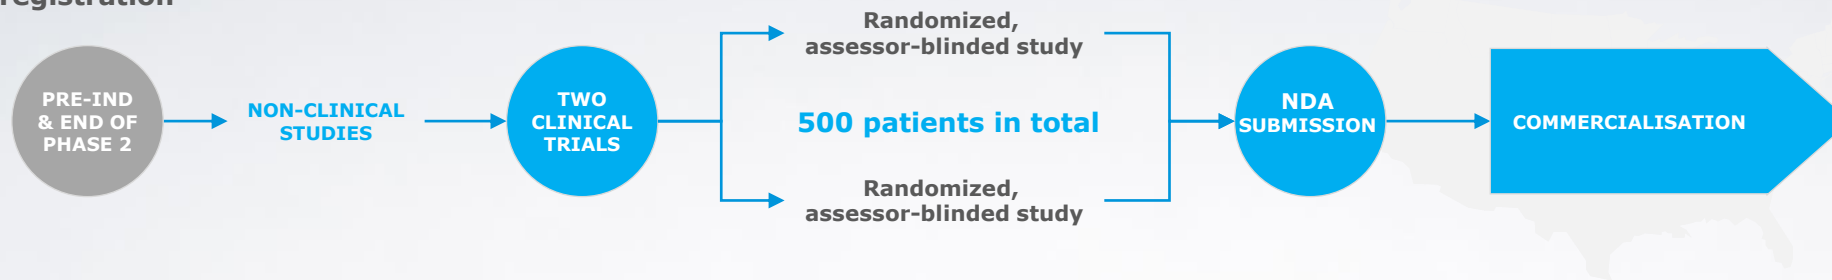 registration
PRE-IND
& END OF
PHASE 2
NON-CLINICAL
STUDIES
TWO
CLINICAL
TRIALS
Randomized,
assessor-blinded study
500 patients in total
Randomized,
assessor-blinded study
NDA
SUBMISSION
COMMERCIALISATION